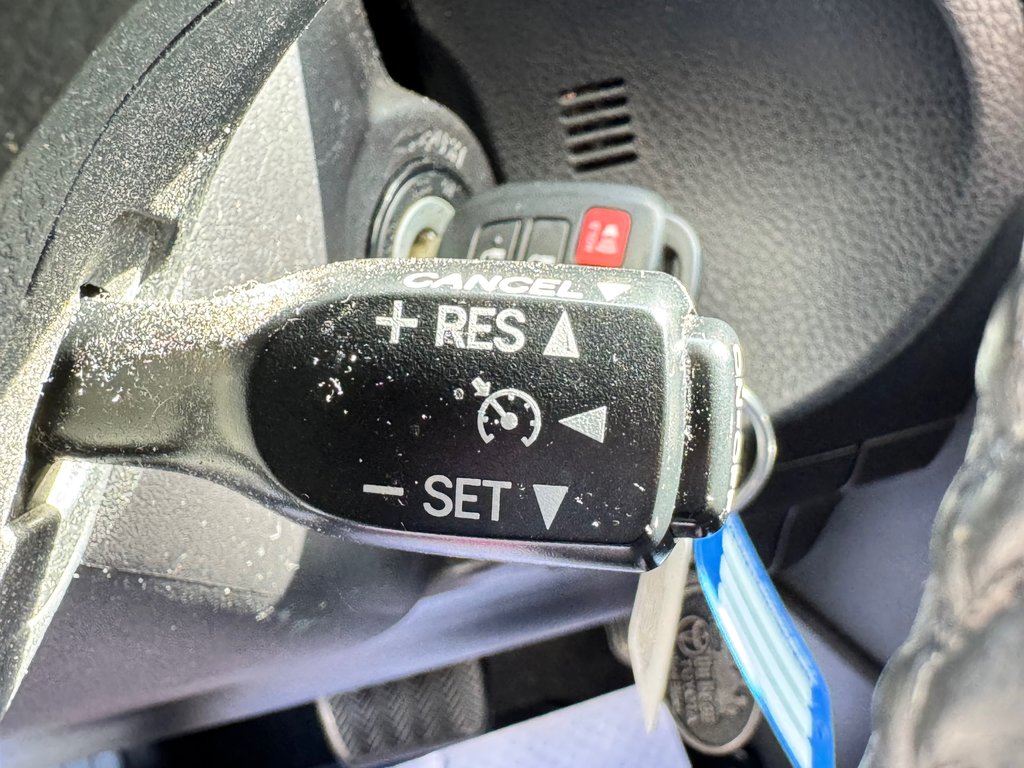 CANCEL ▼
+ RES ▲
◀
− SET ▼